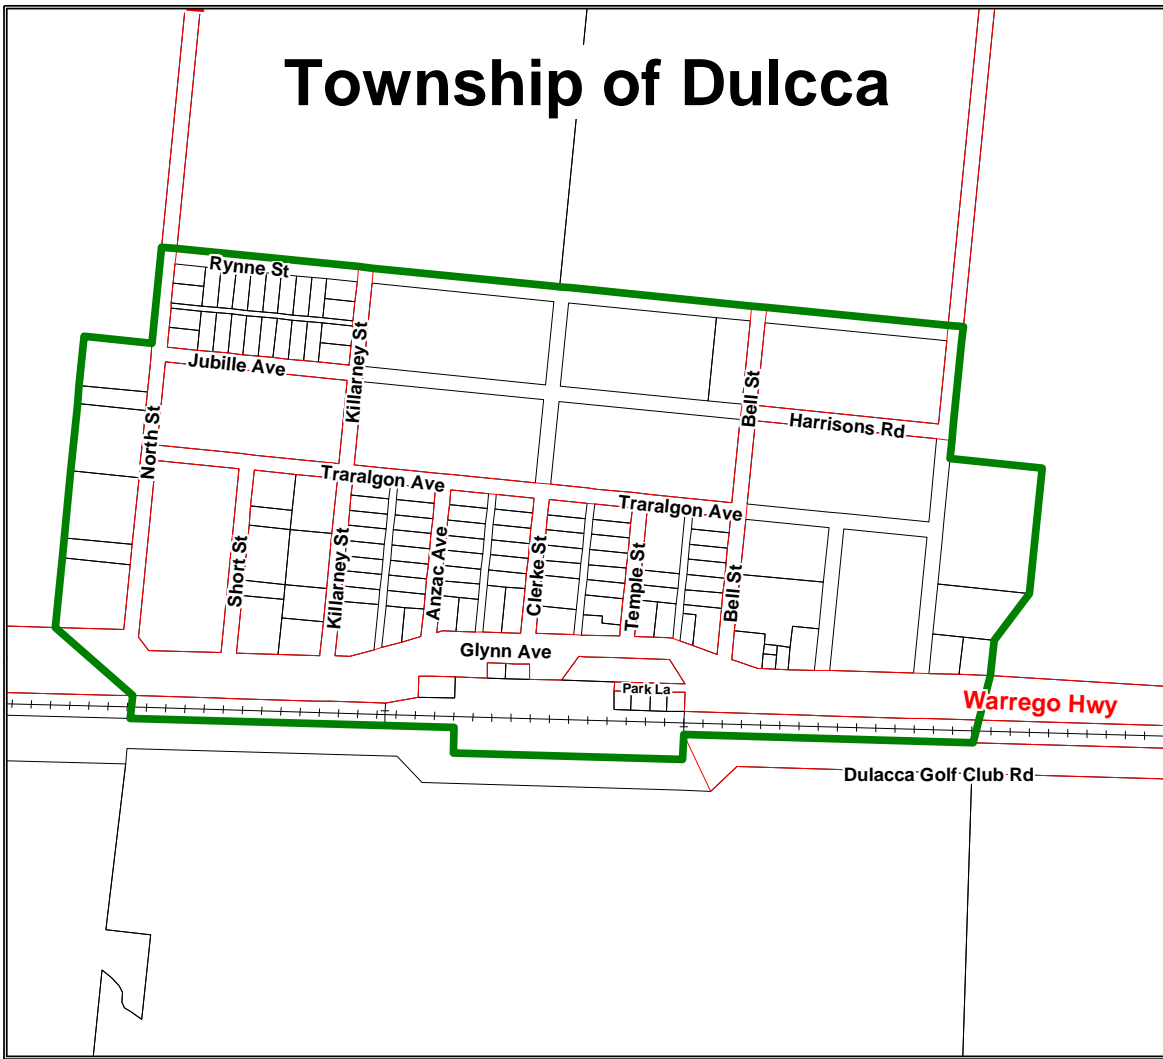 Township of Dulcca
Rynne St
Jubille Ave
Killarney St
Bell St
Harrisons Rd
North St
Traralgon Ave
Traralgon Ave
Short St
Killarney St
Anzac Ave
Clerke St
Temple St
Bell St
Glynn Ave
Park La
Warrego Hwy
Dulacca Golf Club Rd